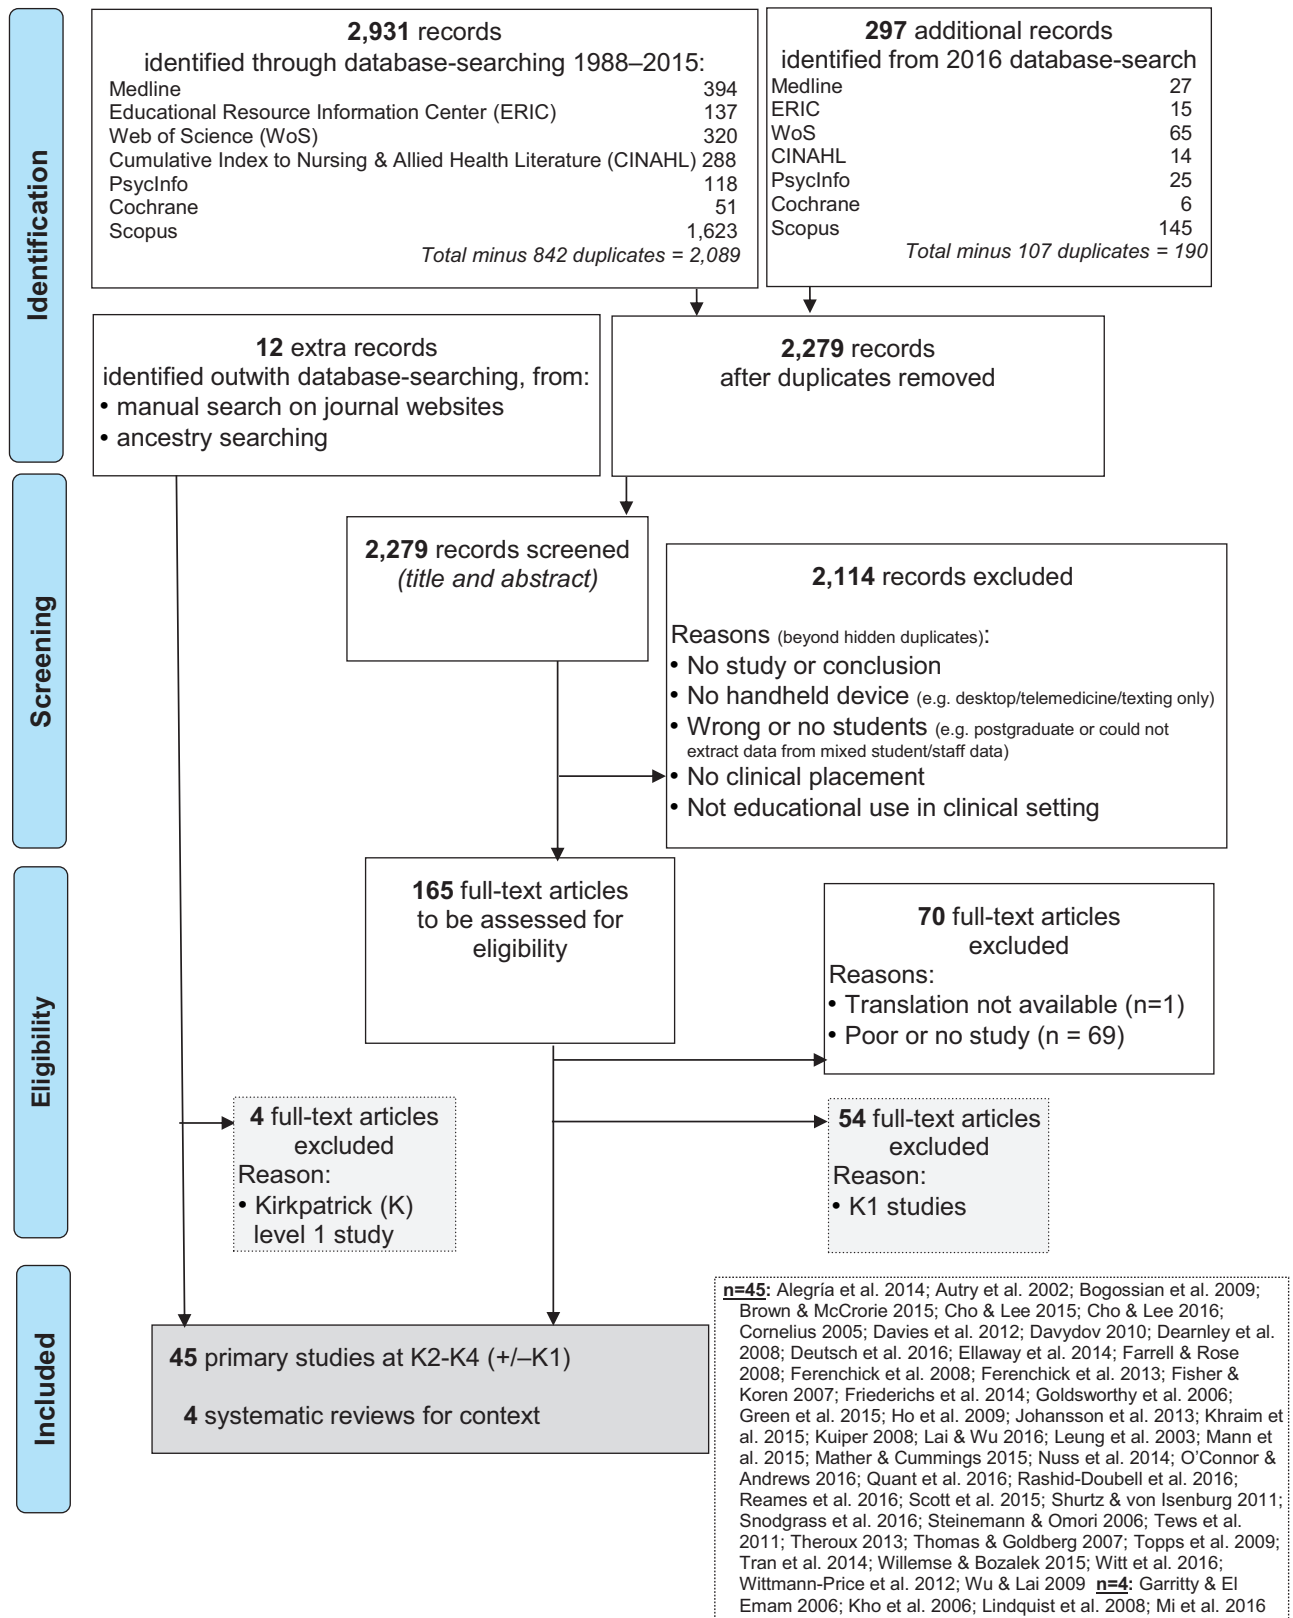 Identification
2,931 records
identified through database-searching 1988–2015:
Medline 394
Educational Resource Information Center (ERIC) 137
Web of Science (WoS) 320
Cumulative Index to Nursing & Allied Health Literature (CINAHL) 288
PsycInfo 118
Cochrane 51
Scopus 1,623
Total minus 842 duplicates = 2,089
297 additional records
identified from 2016 database-search
Medline 27
ERIC 15
WoS 65
CINAHL 14
PsycInfo 25
Cochrane 6
Scopus 145
Total minus 107 duplicates = 190
12 extra records
identified outwith database-searching, from:
• manual search on journal websites
• ancestry searching
2,279 records
after duplicates removed
Screening
2,279 records screened
(title and abstract)
2,114 records excluded
Reasons (beyond hidden duplicates):
• No study or conclusion
• No handheld device (e.g. desktop/telemedicine/texting only)
• Wrong or no students (e.g. postgraduate or could not
extract data from mixed student/staff data)
• No clinical placement
• Not educational use in clinical setting
Eligibility
165 full-text articles
to be assessed for
eligibility
70 full-text articles
excluded
Reasons:
• Translation not available (n=1)
• Poor or no study (n = 69)
4 full-text articles
excluded
Reason:
• Kirkpatrick (K)
level 1 study
54 full-text articles
excluded
Reason:
• K1 studies
Included
45 primary studies at K2-K4 (+/–K1)
4 systematic reviews for context
n=45: Alegría et al. 2014; Autry et al. 2002; Bogossian et al. 2009;
Brown & McCrorie 2015; Cho & Lee 2015; Cho & Lee 2016;
Cornelius 2005; Davies et al. 2012; Davydov 2010; Dearnley et al.
2008; Deutsch et al. 2016; Ellaway et al. 2014; Farrell & Rose
2008; Ferenchick et al. 2008; Ferenchick et al. 2013; Fisher &
Koren 2007; Friederichs et al. 2014; Goldsworthy et al. 2006;
Green et al. 2015; Ho et al. 2009; Johansson et al. 2013; Khraim et
al. 2015; Kuiper 2008; Lai & Wu 2016; Leung et al. 2003; Mann et
al. 2015; Mather & Cummings 2015; Nuss et al. 2014; O'Connor &
Andrews 2016; Quant et al. 2016; Rashid-Doubell et al. 2016;
Reames et al. 2016; Scott et al. 2015; Shurtz & von Isenburg 2011;
Snodgrass et al. 2016; Steinemann & Omori 2006; Tews et al.
2011; Theroux 2013; Thomas & Goldberg 2007; Topps et al. 2009;
Tran et al. 2014; Willemse & Bozalek 2015; Witt et al. 2016;
Wittmann-Price et al. 2012; Wu & Lai 2009 n=4: Garritty & El
Emam 2006; Kho et al. 2006; Lindquist et al. 2008; Mi et al. 2016